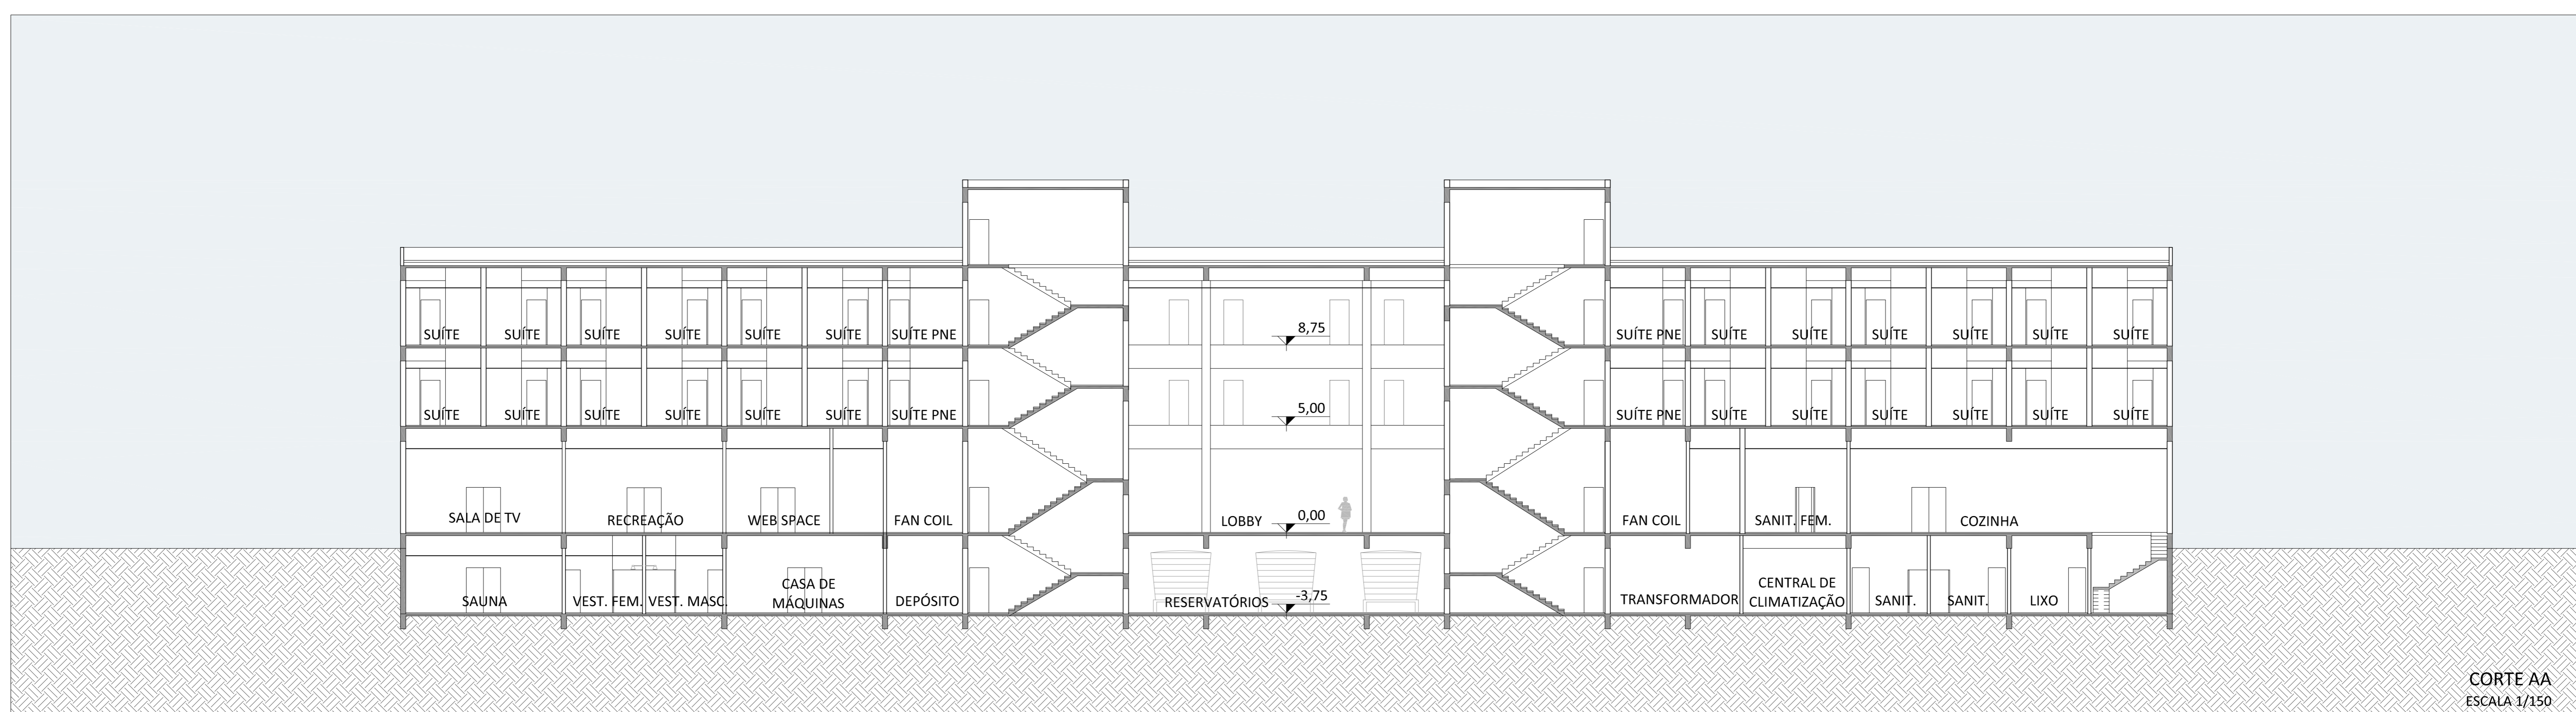 8,75
SUÍTE SUÍTE SUÍTE SUÍTE SUÍTE SUÍTE SUÍTE PNE SUÍTE PNE SUÍTE SUÍTE SUÍTE SUÍTE SUÍTE SUÍTE
5,00
SUÍTE SUÍTE SUÍTE SUÍTE SUÍTE SUÍTE SUÍTE PNE SUÍTE PNE SUÍTE SUÍTE SUÍTE SUÍTE SUÍTE SUÍTE
SALA DE TV RECREAÇÃO WEB SPACE FAN COIL LOBBY 0,00 FAN COIL SANIT. FEM. COZINHA
SAUNA VEST. FEM. VEST. MASC. CASA DE
MÁQUINAS DEPÓSITO RESERVATÓRIOS -3,75 TRANSFORMADOR CENTRAL DE
CLIMATIZAÇÃO SANIT. SANIT. LIXO
CORTE AA
ESCALA 1/150